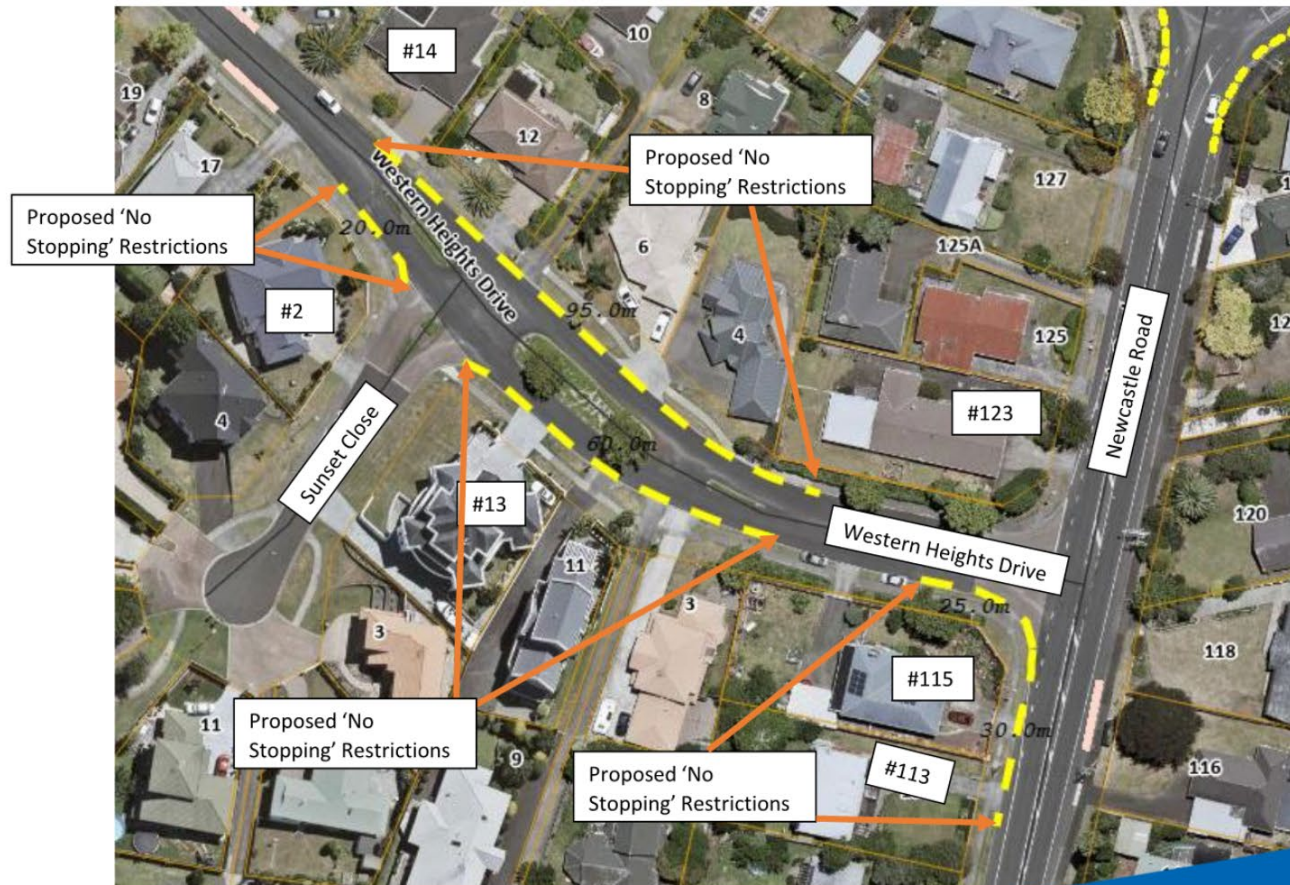 #14
10
19
8
12
17
Proposed 'No
Stopping' Restrictions
127
Proposed 'No
Stopping' Restrictions
Western Heights Drive
20.0m
6
125A
#2
95.0m
4
125
Newcastle Road
#123
4
Sunset Close
60.0m
120
#13
Western Heights Drive
11
25.0m
3
3
118
#115
Proposed 'No
Stopping' Restrictions
11
30.0m
9
Proposed 'No
Stopping' Restrictions
#113
116